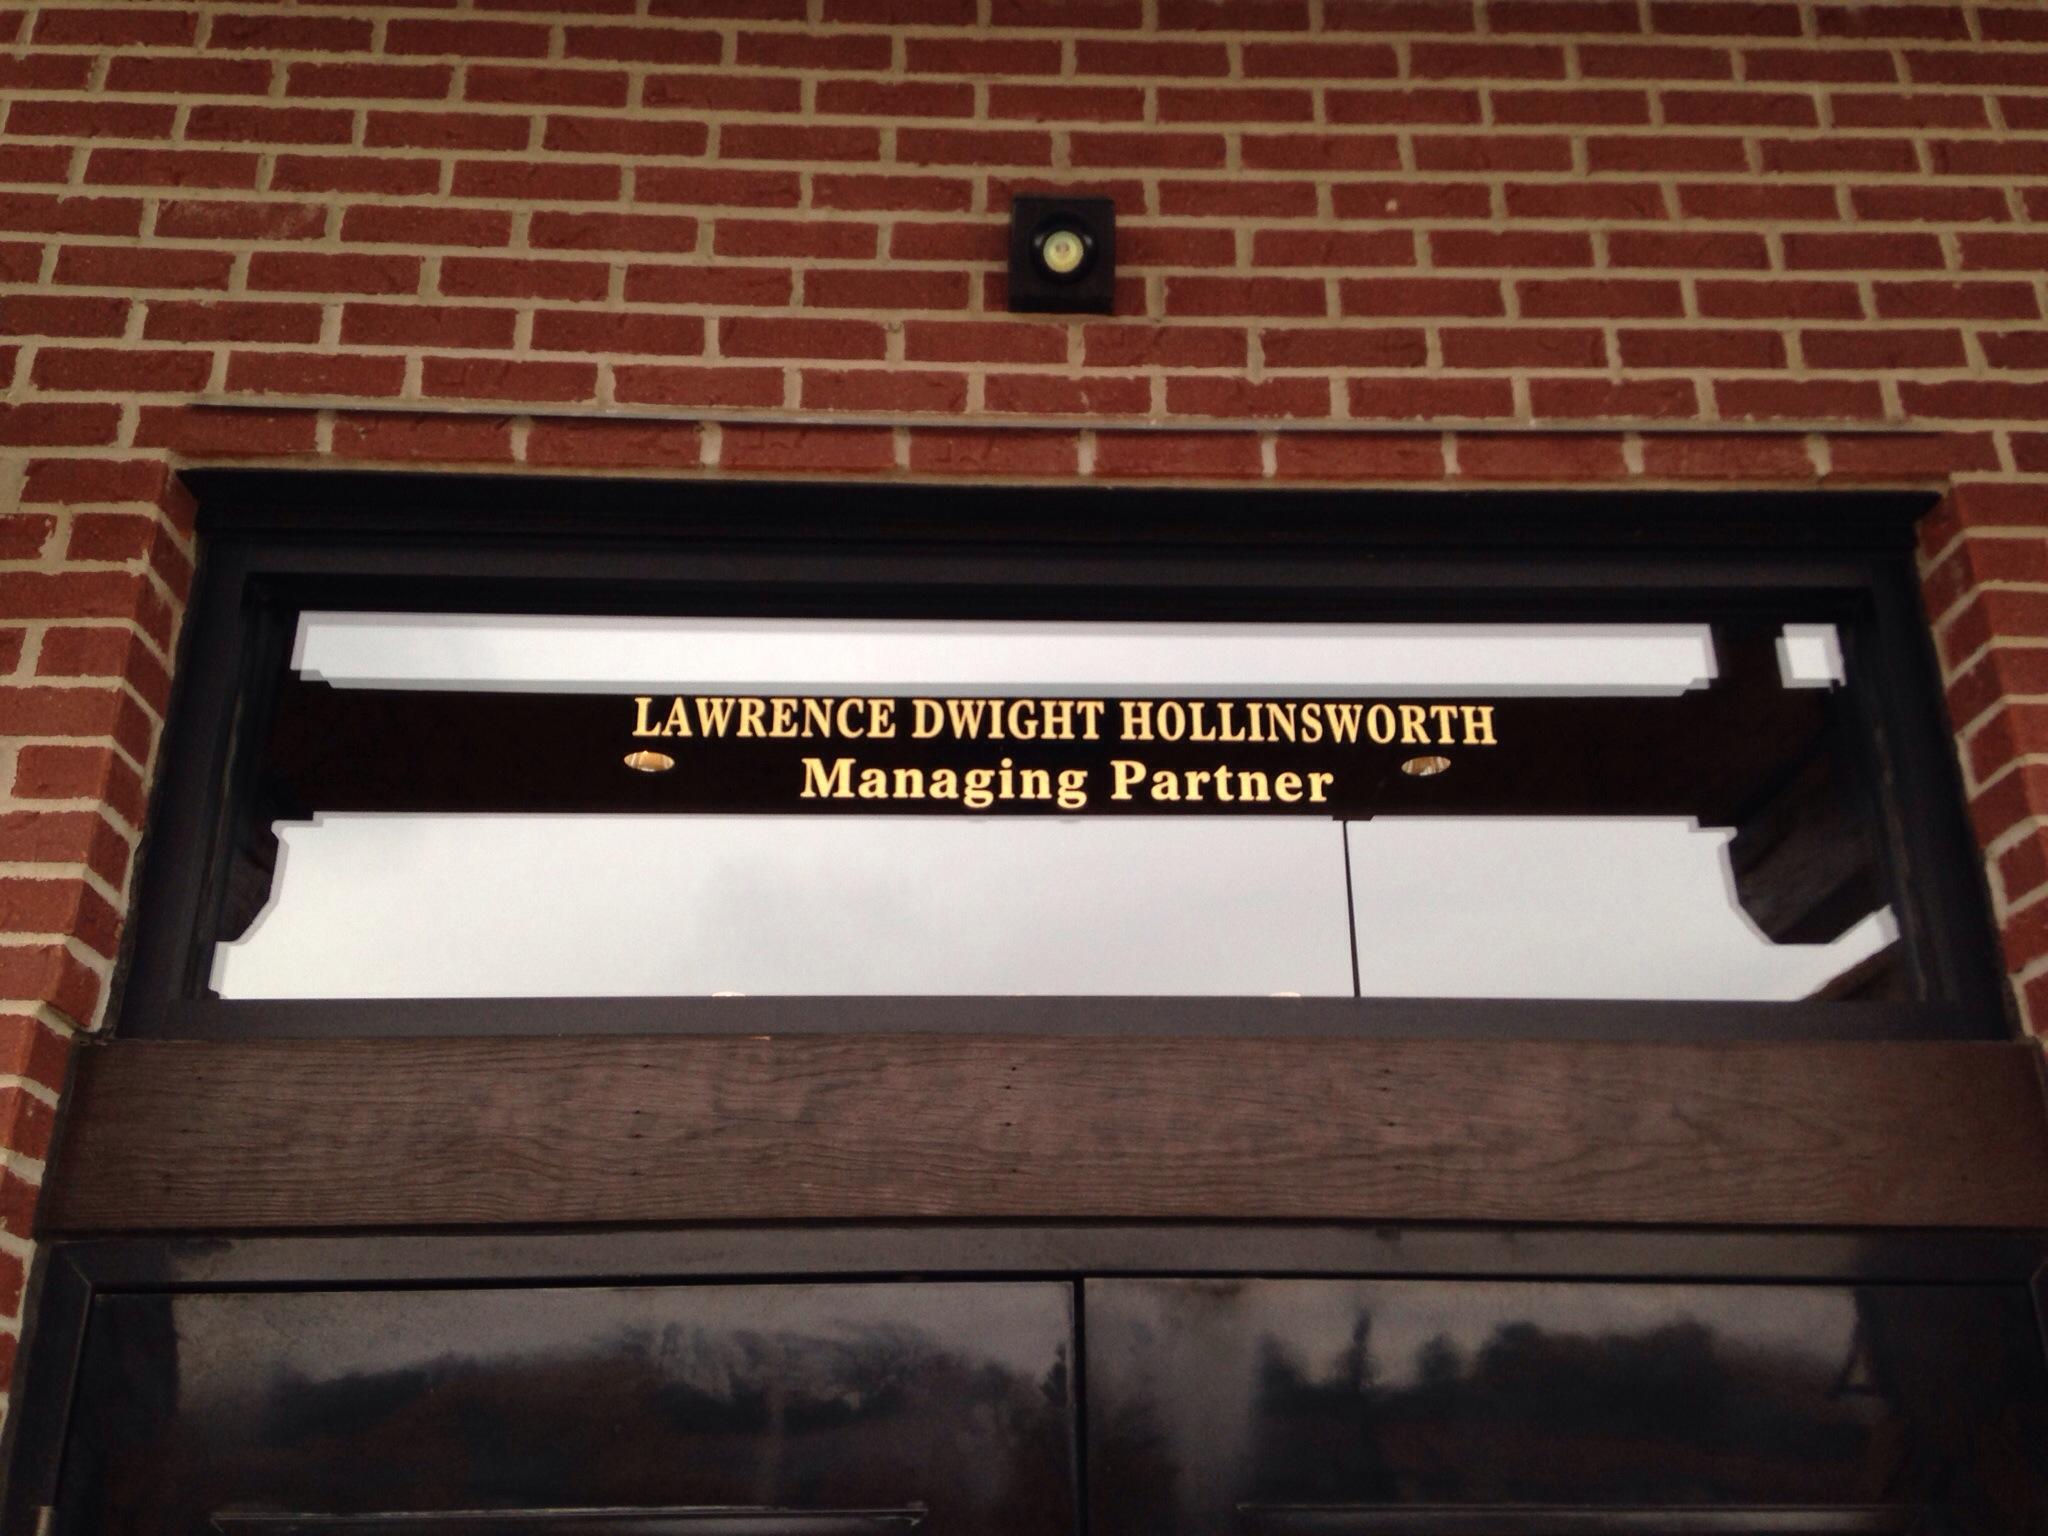 LAWRENCE DWIGHT HOLLINSWORTH
Managing Partner